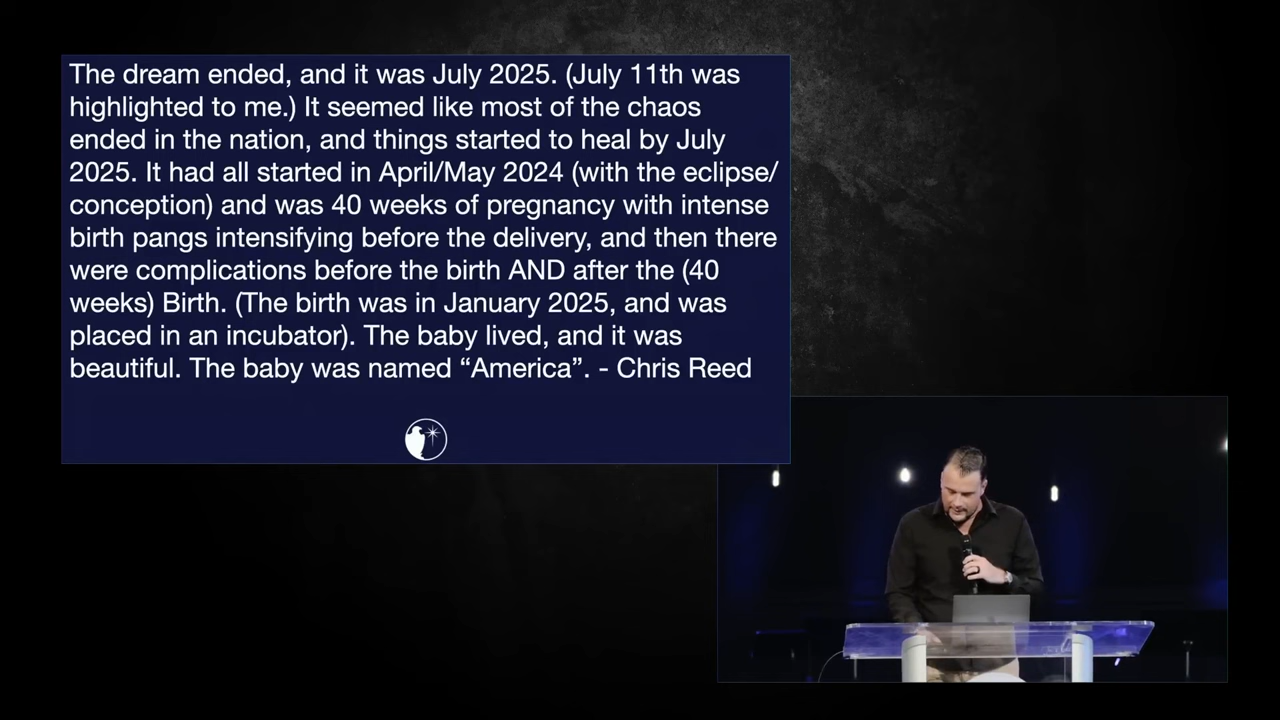 The dream ended, and it was July 2025. (July 11th was
highlighted to me.) It seemed like most of the chaos
ended in the nation, and things started to heal by July
2025. It had all started in April/May 2024 (with the eclipse/
conception) and was 40 weeks of pregnancy with intense
birth pangs intensifying before the delivery, and then there
were complications before the birth AND after the (40
weeks) Birth. (The birth was in January 2025, and was
placed in an incubator). The baby lived, and it was
beautiful. The baby was named “America”. - Chris Reed